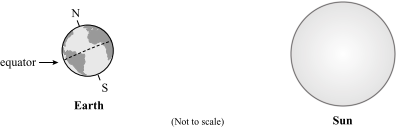 N
equator
S
Earth
(Not to scale)
Sun